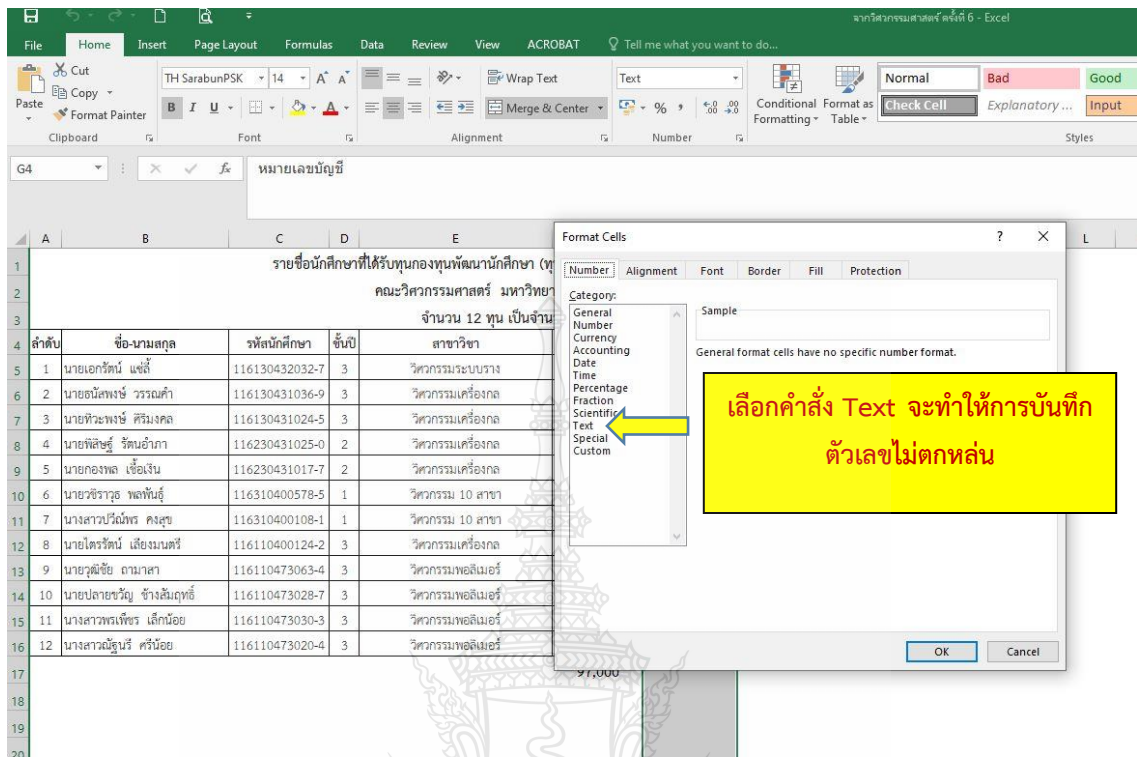 จากวิศวกรรมศาสตร์ ครั้งที่ 6 - Excel
File Home Insert Page Layout Formulas Data Review View ACROBAT Tell me what you want to do...
Paste
Cut
Copy
Format Painter
TH SarabunPSK 14 A A
B I U A
Wrap Text
Merge & Center
Text
% , .0 .00 .00 .0
Conditional Formatting
Format as Table
Normal Bad Good
Check Cell Explanatory ... Input
Clipboard Font Alignment Number Styles
G4 fx หมายเลขบัญชี
A B C D E L
1 รายชื่อนักศึกษาที่ได้รับทุนกองทุนพัฒนานักศึกษา (ทุ
2 คณะวิศวกรรมศาสตร์ มหาวิทยา
3 จำนวน 12 ทุน เป็นจำน
4 ลำดับ ชื่อ-นามสกุล รหัสนักศึกษา ชั้นปี สาขาวิชา
5 1 นายเอกรัตน์ แซ่ลี้ 116130432032-7 3 วิศวกรรมระบบราง
6 2 นายธนัสพงษ์ วรรณคำ 116130431036-9 3 วิศวกรรมเครื่องกล
7 3 นายทิวะพงษ์ ศิริมงคล 116130431024-5 3 วิศวกรรมเครื่องกล
8 4 นายพิสิษฐ์ รัตนอำภา 116230431025-0 2 วิศวกรรมเครื่องกล
9 5 นายกองพล เชื้อเงิน 116230431017-7 2 วิศวกรรมเครื่องกล
10 6 นายวชิราวุธ พลพันธุ์ 116310400578-5 1 วิศวกรรม 10 สาขา
11 7 นางสาวปวีณ์พร คงสุข 116310400108-1 1 วิศวกรรม 10 สาขา
12 8 นายไตรรัตน์ เลียงมนตรี 116110400124-2 3 วิศวกรรมเครื่องกล
13 9 นายวุฒิชัย ถามาลา 116110473063-4 3 วิศวกรรมพอลิเมอร์
14 10 นายปลายขวัญ ช้างสัมฤทธิ์ 116110473028-7 3 วิศวกรรมพอลิเมอร์
15 11 นางสาวพรเพ็ชร เล็กน้อย 116110473030-3 3 วิศวกรรมพอลิเมอร์
16 12 นางสาวณัฐนรี ศรีน้อย 116110473020-4 3 วิศวกรรมพอลิเมอร์
17 97,000
18
19
20
Format Cells ? X
Number Alignment Font Border Fill Protection
Category:
General
Number
Currency
Accounting
Date
Time
Percentage
Fraction
Scientific
Text
Special
Custom
Sample
General format cells have no specific number format.
เลือกคำสั่ง Text จะทำให้การบันทึก
ตัวเลขไม่ตกหล่น
OK Cancel